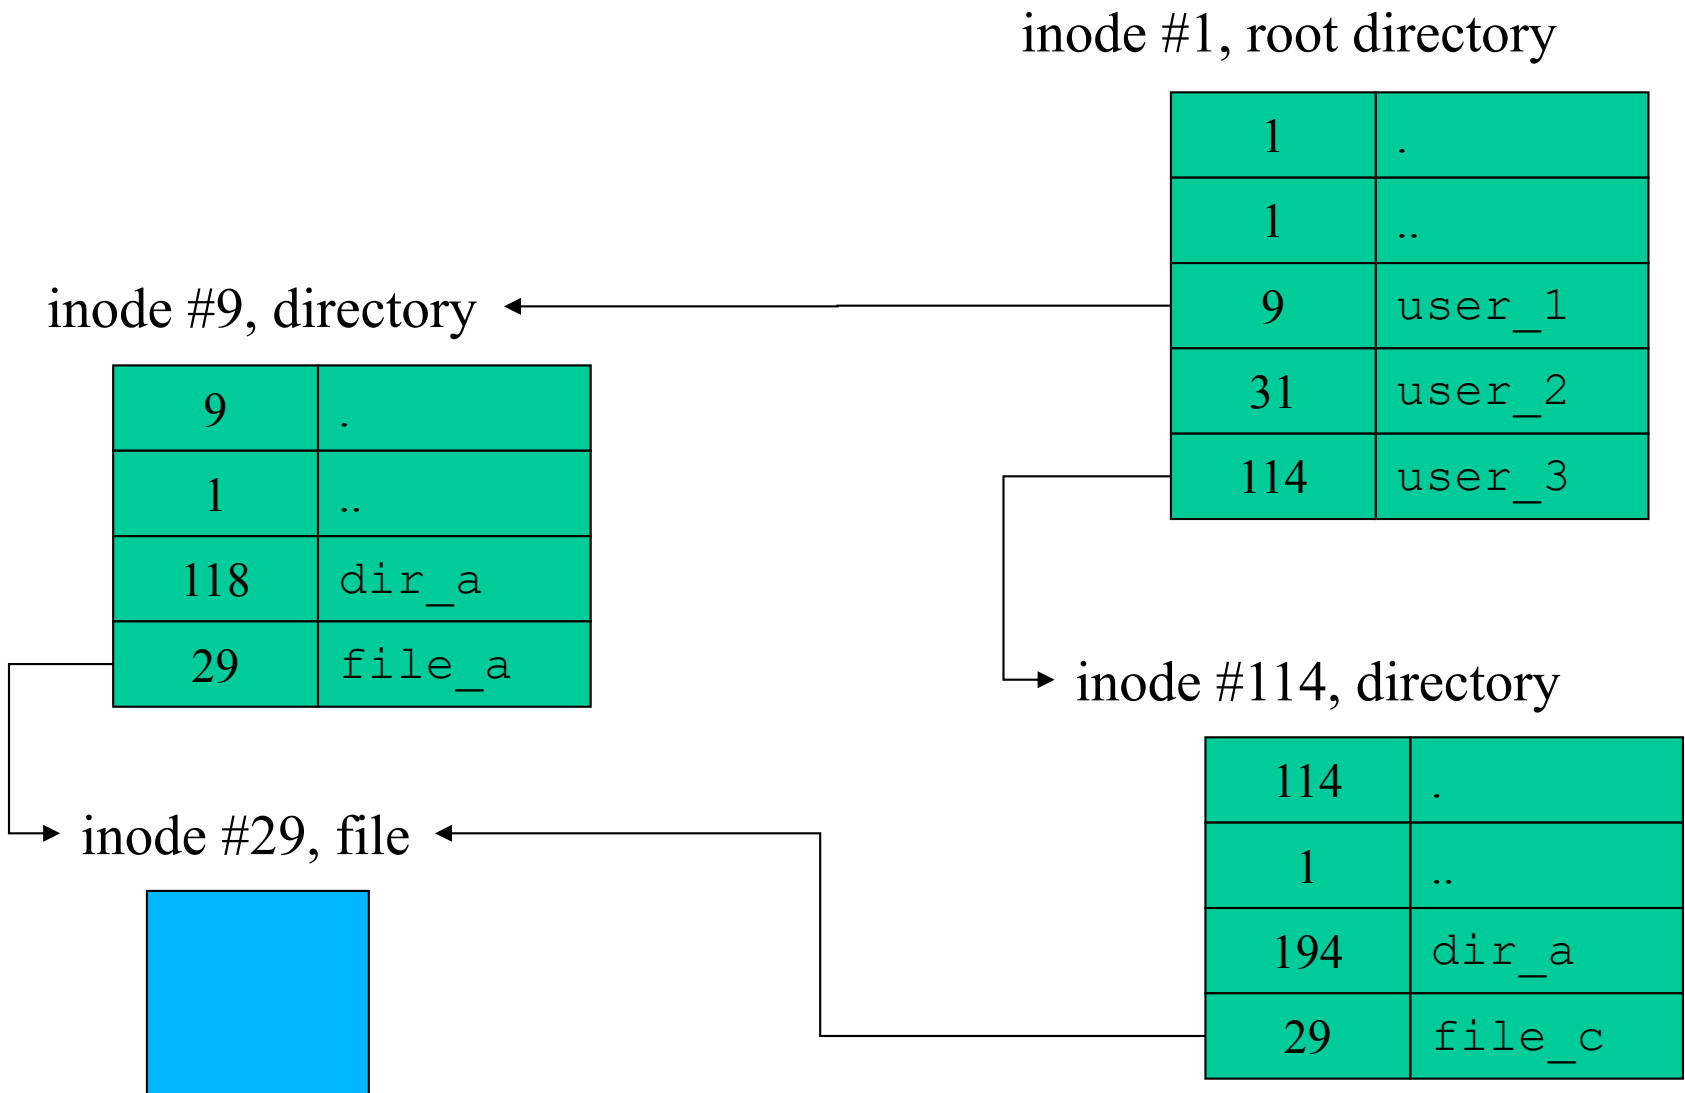 inode #1, root directory
1 .
1 ..
9 user_1
31 user_2
114 user_3
inode #9, directory
9 .
1 ..
118 dir_a
29 file_a
inode #114, directory
114 .
1 ..
194 dir_a
29 file_c
inode #29, file